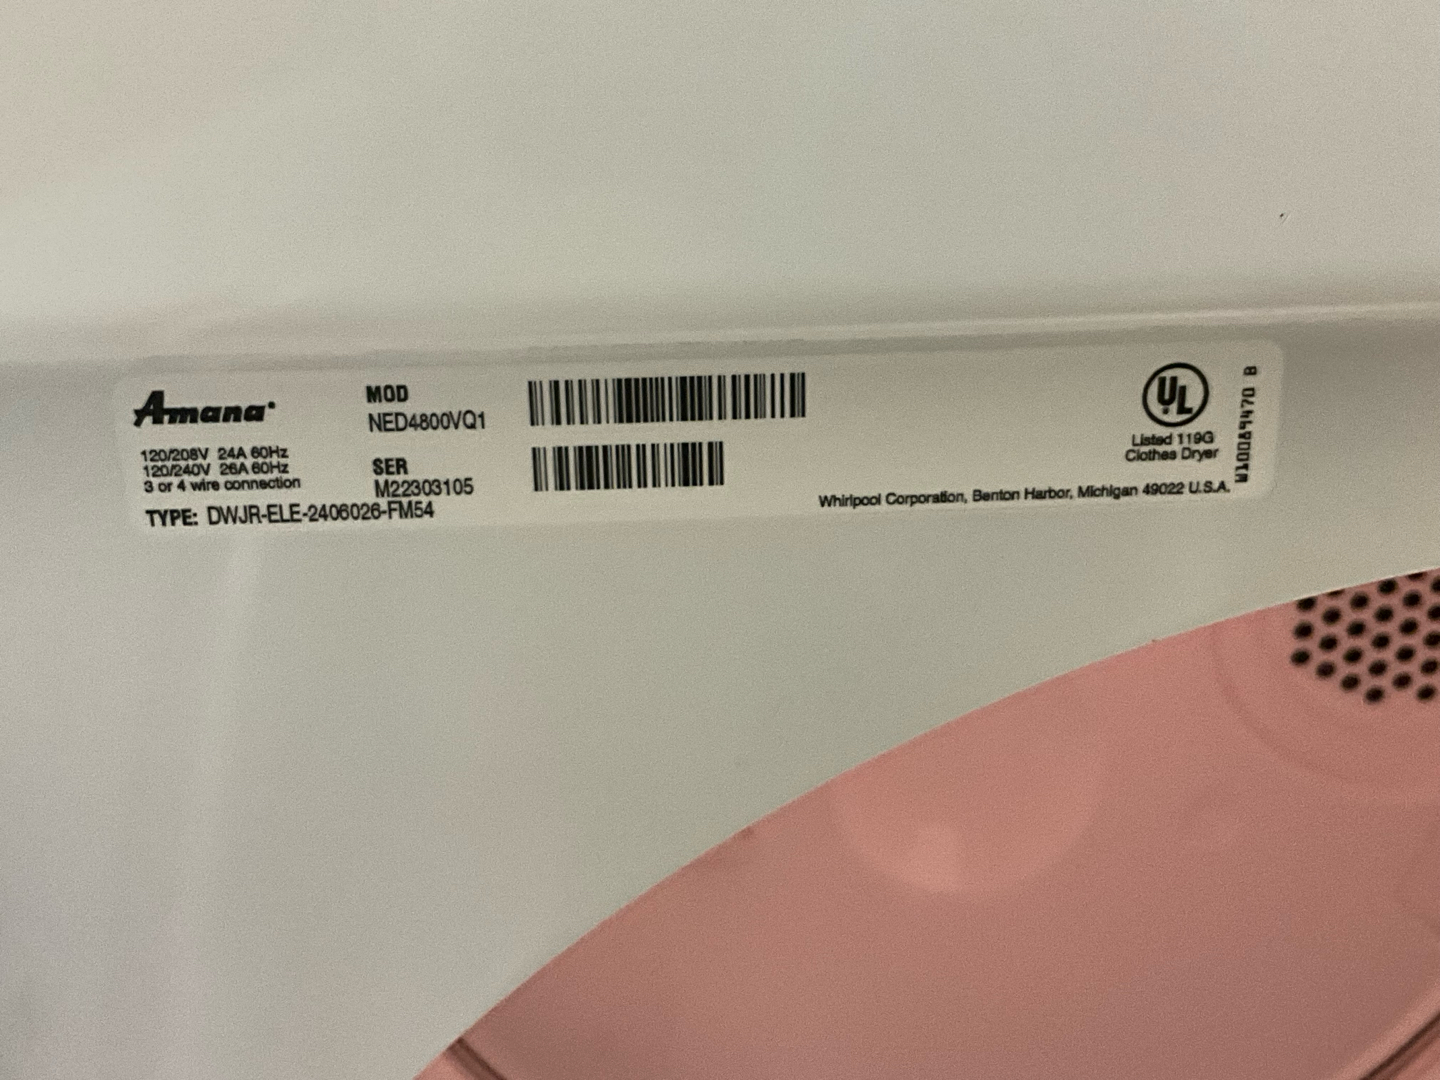 Amana
MOD
NED4800VQ1
120/208V 24A 60Hz
120/240V 26A 60Hz
3 or 4 wire connection
SER
M22303105
TYPE: DWJR-ELE-2406026-FM54
UL
Listed 119G
Clothes Dryer
Whirlpool Corporation, Benton Harbor, Michigan 49022 U.S.A.